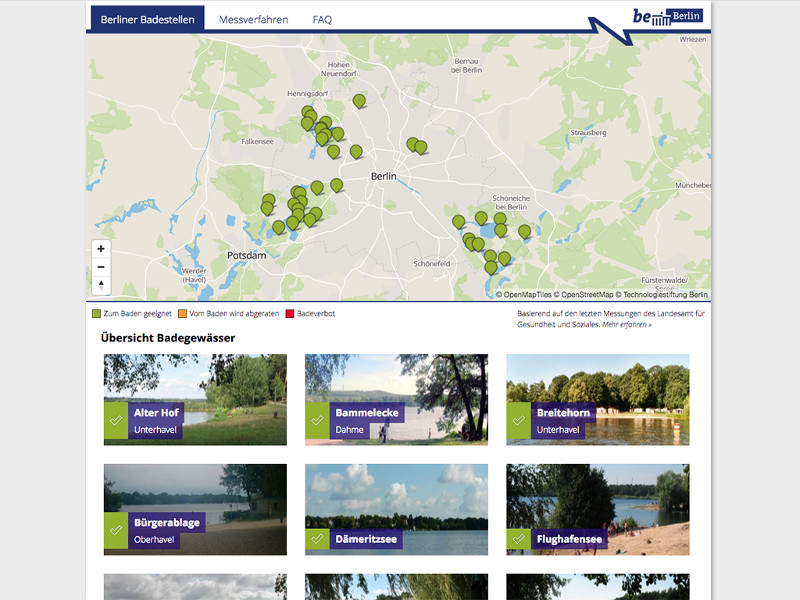 Berliner Badestellen
Messverfahren
FAQ
be Berlin
Wriezen
Hohen
Neuendorf
Bernau
bei Berlin
Hennigsdorf
Falkensee
Strausberg
Berlin
Müncheber
Schöneiche
bei Berlin
Potsdam
Schönefeld
Werder
(Havel)
Fürstenwalde/
Spree
+
−
© OpenMapTiles © OpenStreetMap © Technologiestiftung Berlin
Zum Baden geeignet
Vom Baden wird abgeraten
Badeverbot
Basierend auf den letzten Messungen des Landesamt für
Gesundheit und Soziales. Mehr erfahren »
Übersicht Badegewässer
Alter Hof
Unterhavel
Bammelecke
Dahme
Breitehorn
Unterhavel
Bürgerablage
Oberhavel
Dämeritzsee
Flughafensee